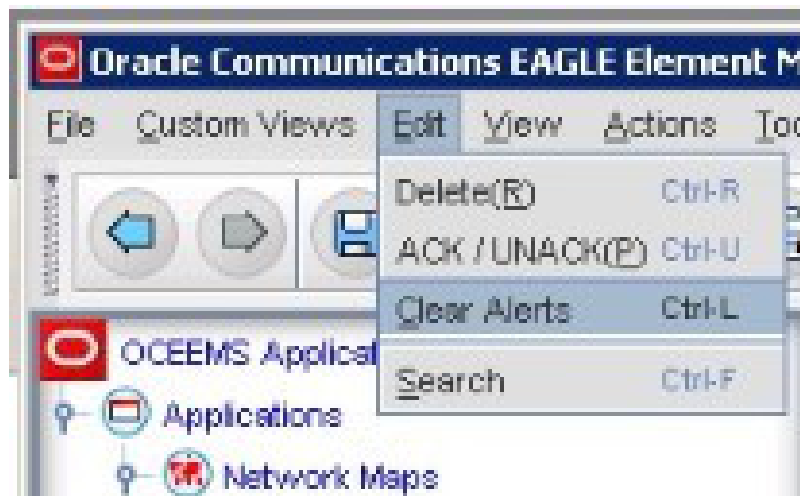 Oracle Communications EAGLE Element M
File Custom Views Edit View Actions Too
Delete(R) Ctrl-R
ACK / UNACK(P) Ctrl-U
Clear Alerts Ctrl-L
Search Ctrl-F
OCEEMS Applicat
Applications
Network Maps